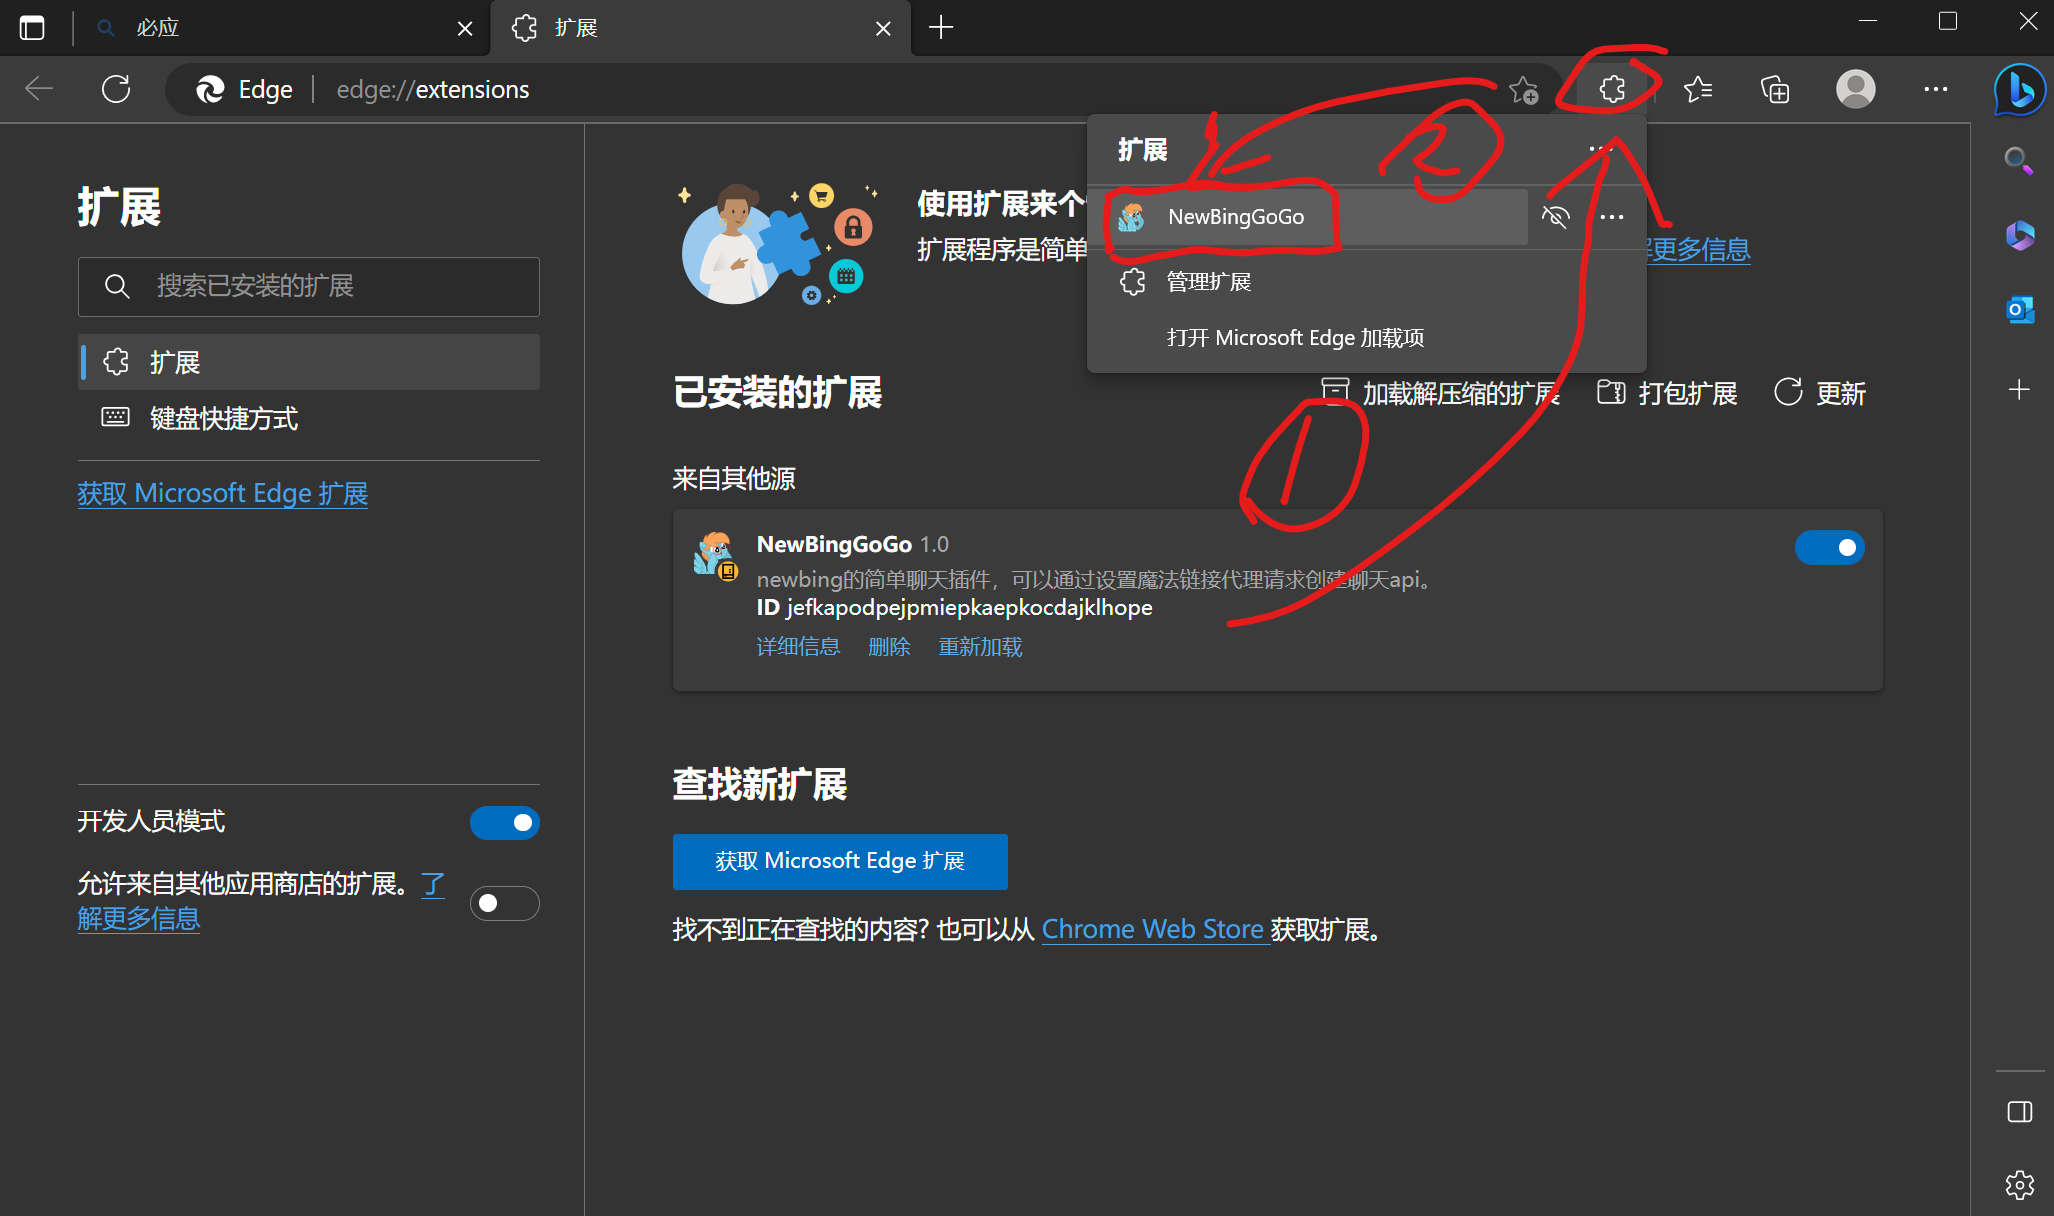 必应
扩展
Edge
edge://extensions
扩展
搜索已安装的扩展
扩展
键盘快捷方式
获取 Microsoft Edge 扩展
开发人员模式
允许来自其他应用商店的扩展。了
解更多信息
使用扩展来个
扩展程序是简单
更多信息
扩展
NewBingGoGo
管理扩展
打开 Microsoft Edge 加载项
2
1
已安装的扩展
加载解压缩的扩展
打包扩展
更新
来自其他源
NewBingGoGo 1.0
newbing的简单聊天插件，可以通过设置魔法链接代理请求创建聊天api。
ID jefkapodpejpmiepkaepkocdajklhope
详细信息 删除 重新加载
查找新扩展
获取 Microsoft Edge 扩展
找不到正在查找的内容? 也可以从 Chrome Web Store 获取扩展。